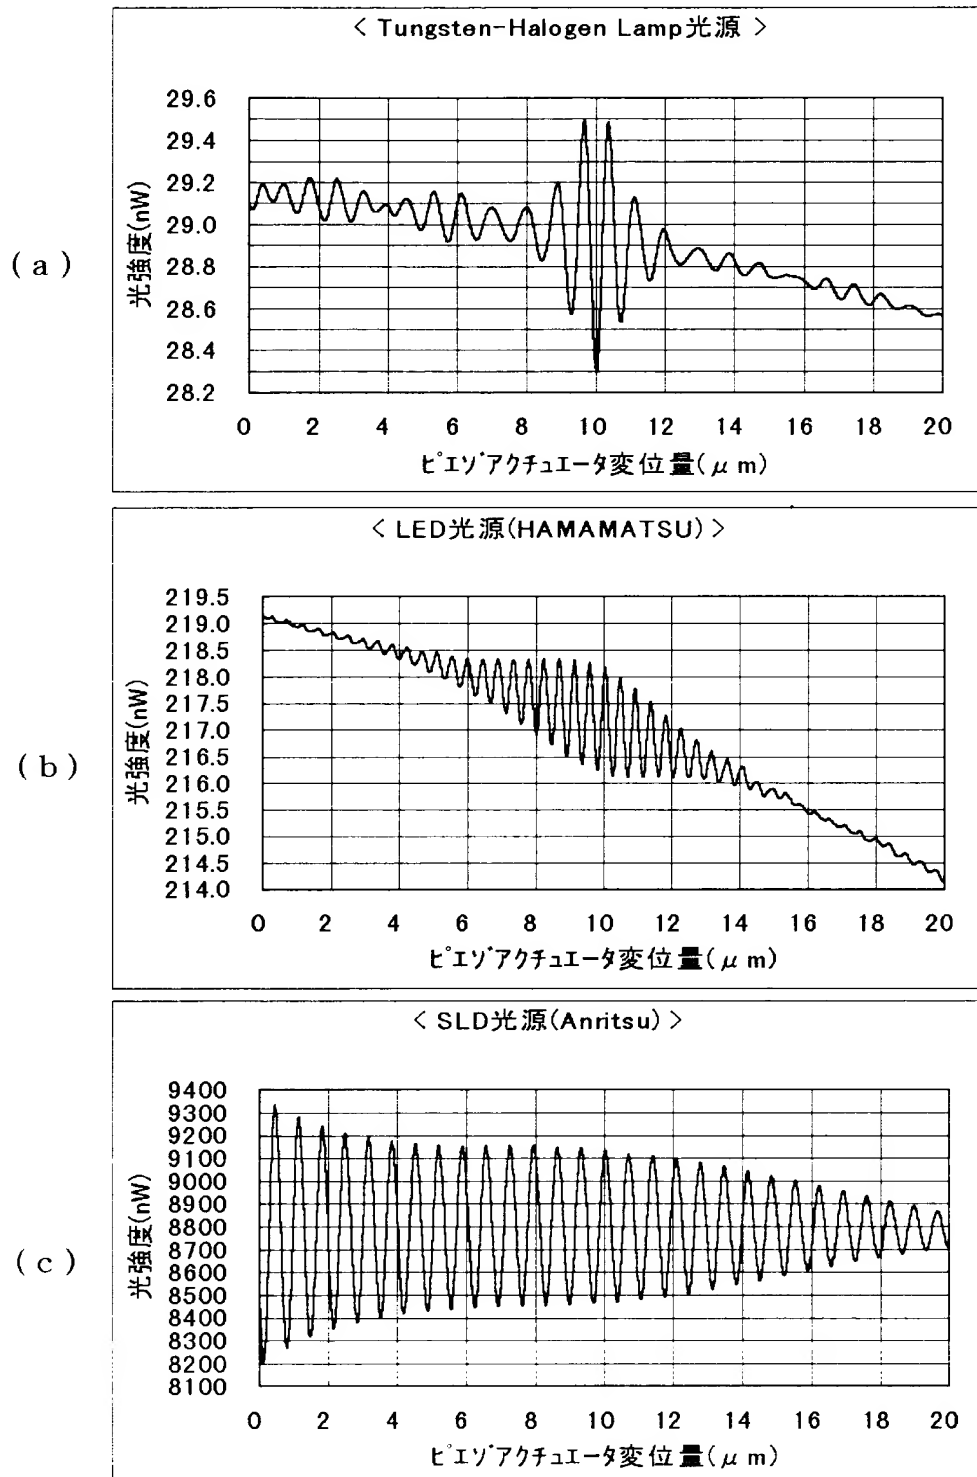 < Tungsten-Halogen Lamp光源 >
(a)
光強度(nW)
29.6
29.4
29.2
29.0
28.8
28.6
28.4
28.2
0 2 4 6 8 10 12 14 16 18 20
ピエゾアクチュエータ変位量(μm)
< LED光源(HAMAMATSU) >
(b)
光強度(nW)
219.5
219.0
218.5
218.0
217.5
217.0
216.5
216.0
215.5
215.0
214.5
214.0
0 2 4 6 8 10 12 14 16 18 20
ピエゾアクチュエータ変位量(μm)
< SLD光源(Anritsu) >
(c)
光強度(nW)
9400
9300
9200
9100
9000
8900
8800
8700
8600
8500
8400
8300
8200
8100
0 2 4 6 8 10 12 14 16 18 20
ピエゾアクチュエータ変位量(μm)